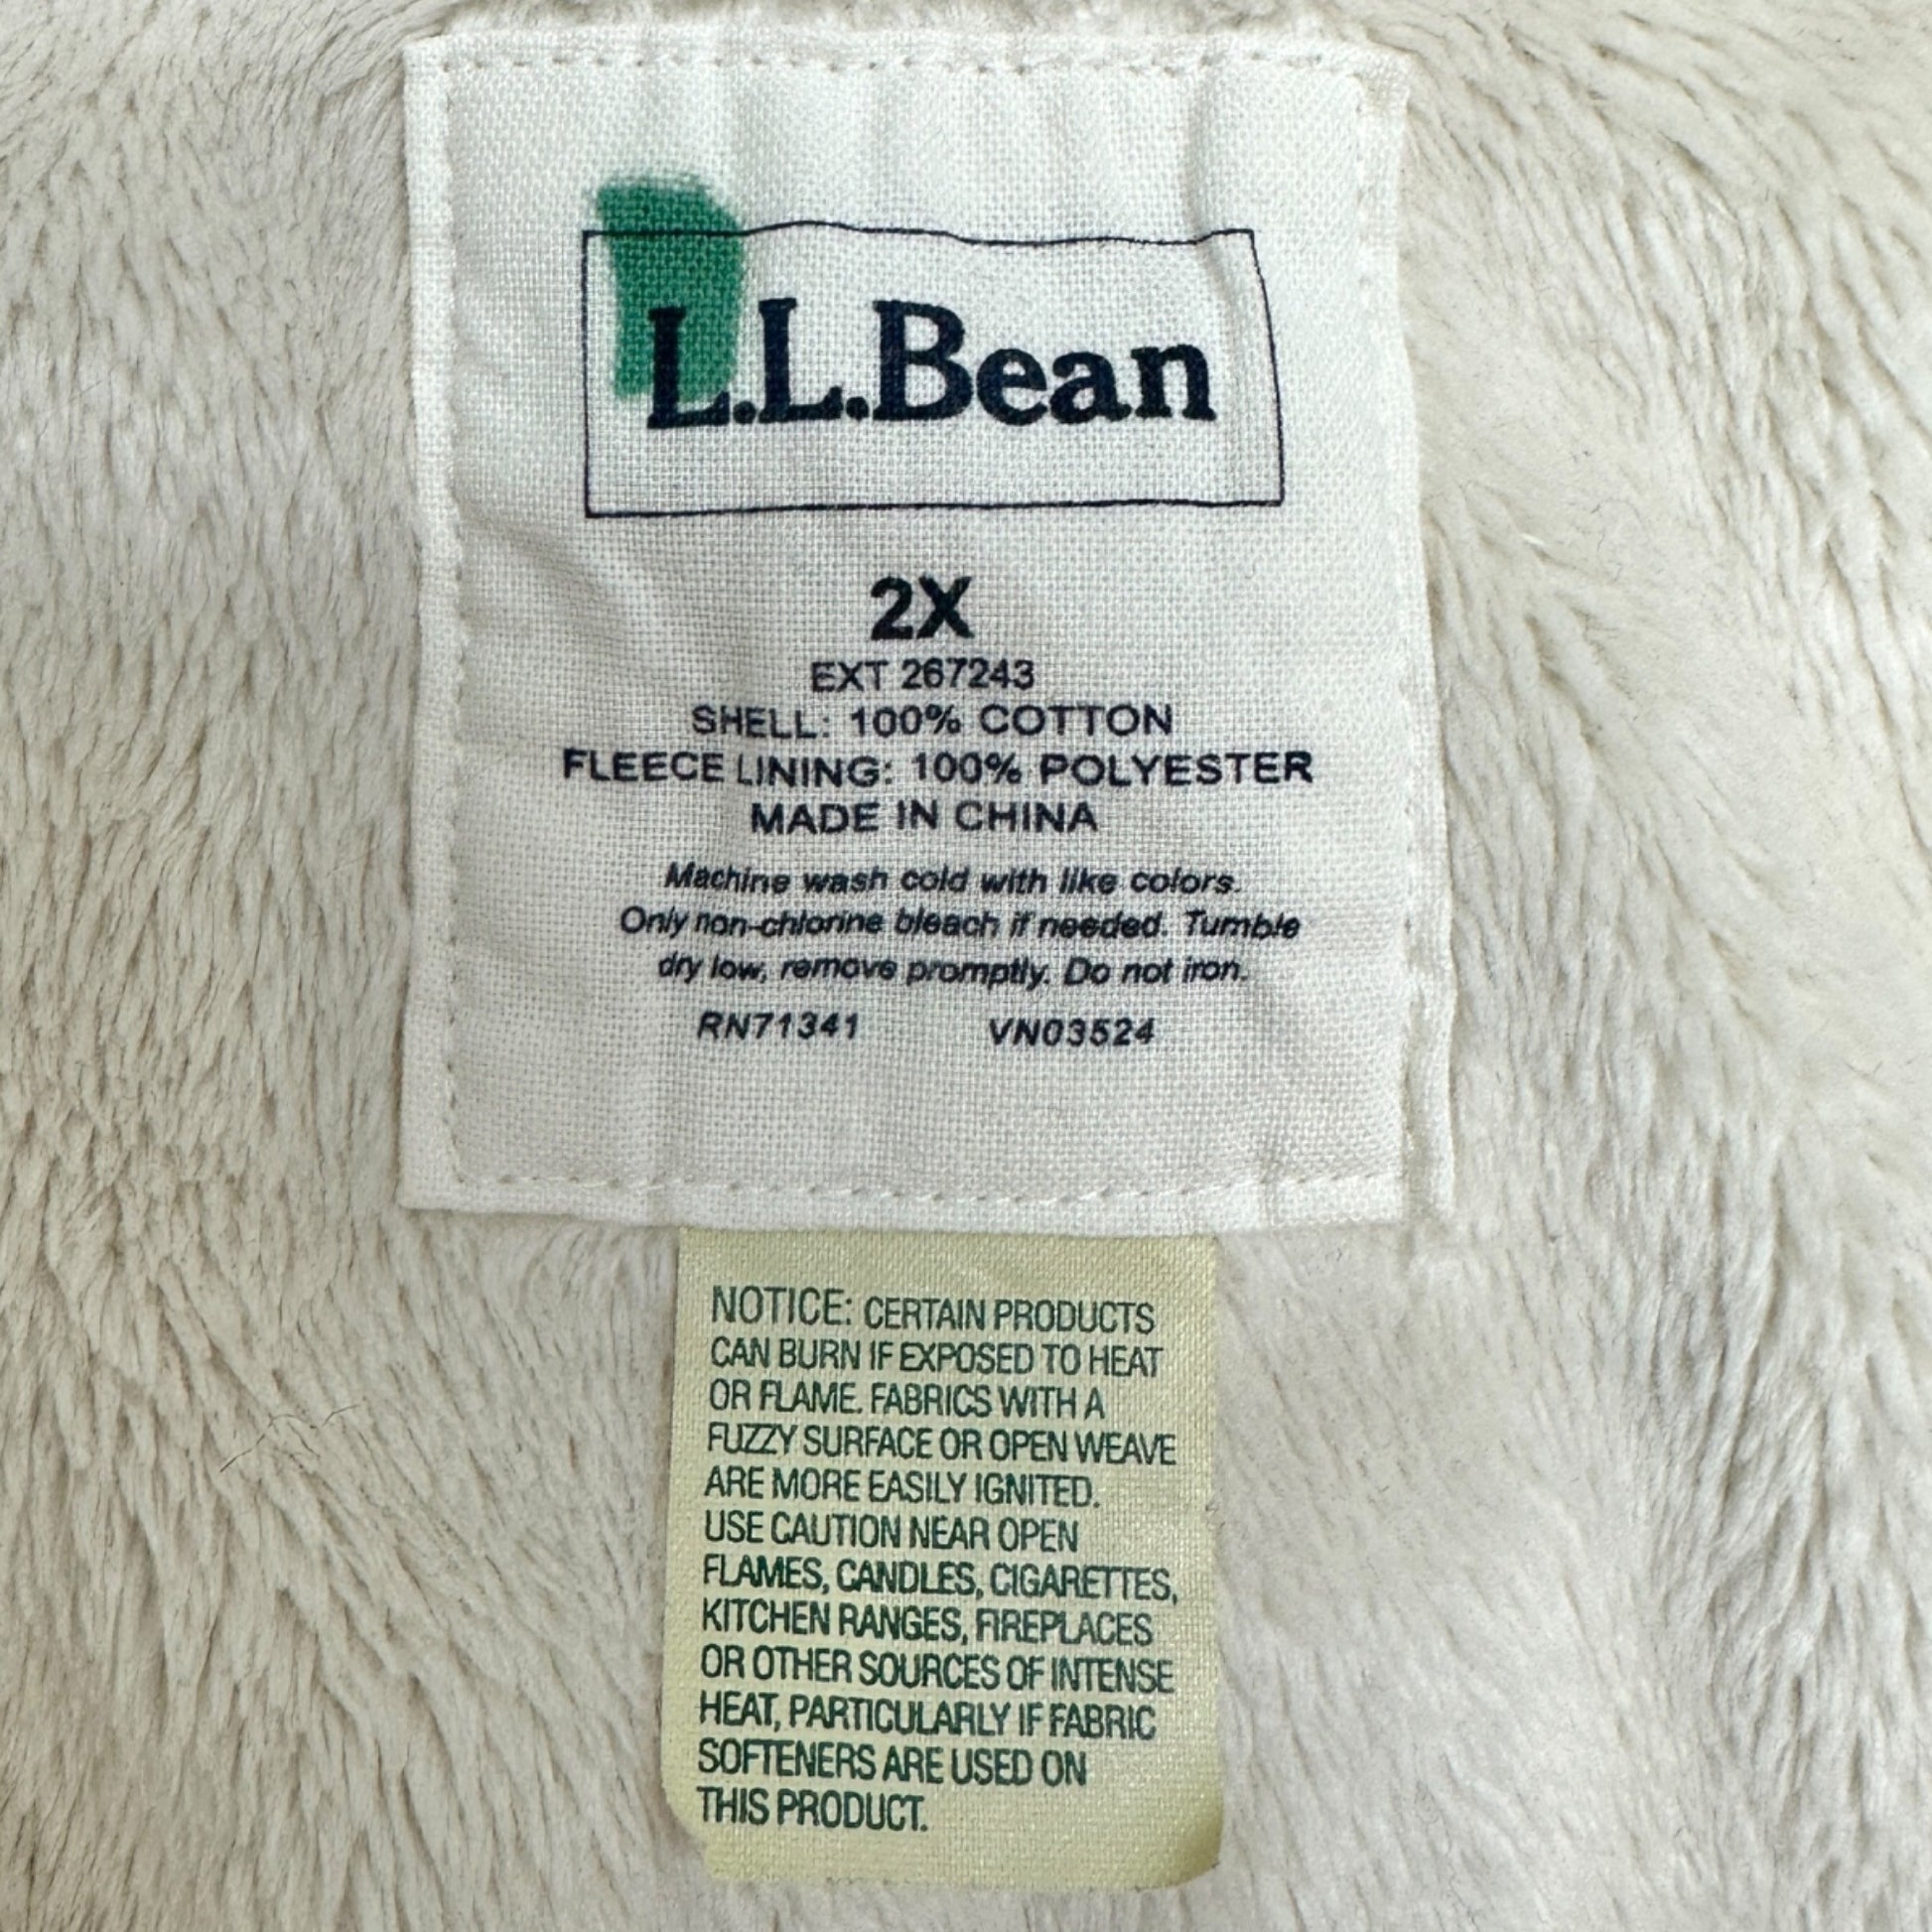 L.L.Bean
2X
EXT 267243
SHELL: 100% COTTON
FLEECE LINING: 100% POLYESTER
MADE IN CHINA
Machine wash cold with like colors.
Only non-chlorine bleach if needed. Tumble
dry low, remove promptly. Do not iron.
RN71341 VN03524
NOTICE: CERTAIN PRODUCTS
CAN BURN IF EXPOSED TO HEAT
OR FLAME. FABRICS WITH A
FUZZY SURFACE OR OPEN WEAVE
ARE MORE EASILY IGNITED.
USE CAUTION NEAR OPEN
FLAMES, CANDLES, CIGARETTES,
KITCHEN RANGES, FIREPLACES
OR OTHER SOURCES OF INTENSE
HEAT, PARTICULARLY IF FABRIC
SOFTENERS ARE USED ON
THIS PRODUCT.